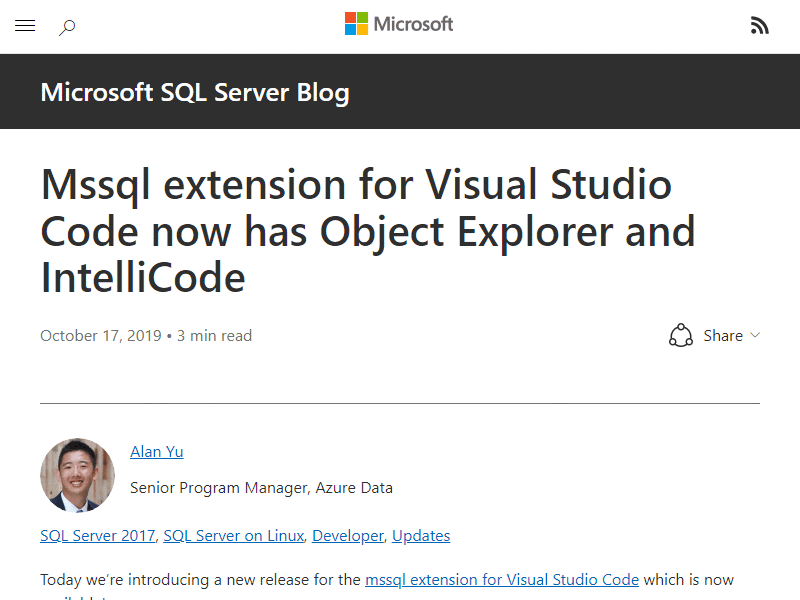 Microsoft
Microsoft SQL Server Blog
Mssql extension for Visual Studio
Code now has Object Explorer and
IntelliCode
October 17, 2019 • 3 min read
Share
Alan Yu
Senior Program Manager, Azure Data
SQL Server 2017, SQL Server on Linux, Developer, Updates
Today we’re introducing a new release for the mssql extension for Visual Studio Code which is now